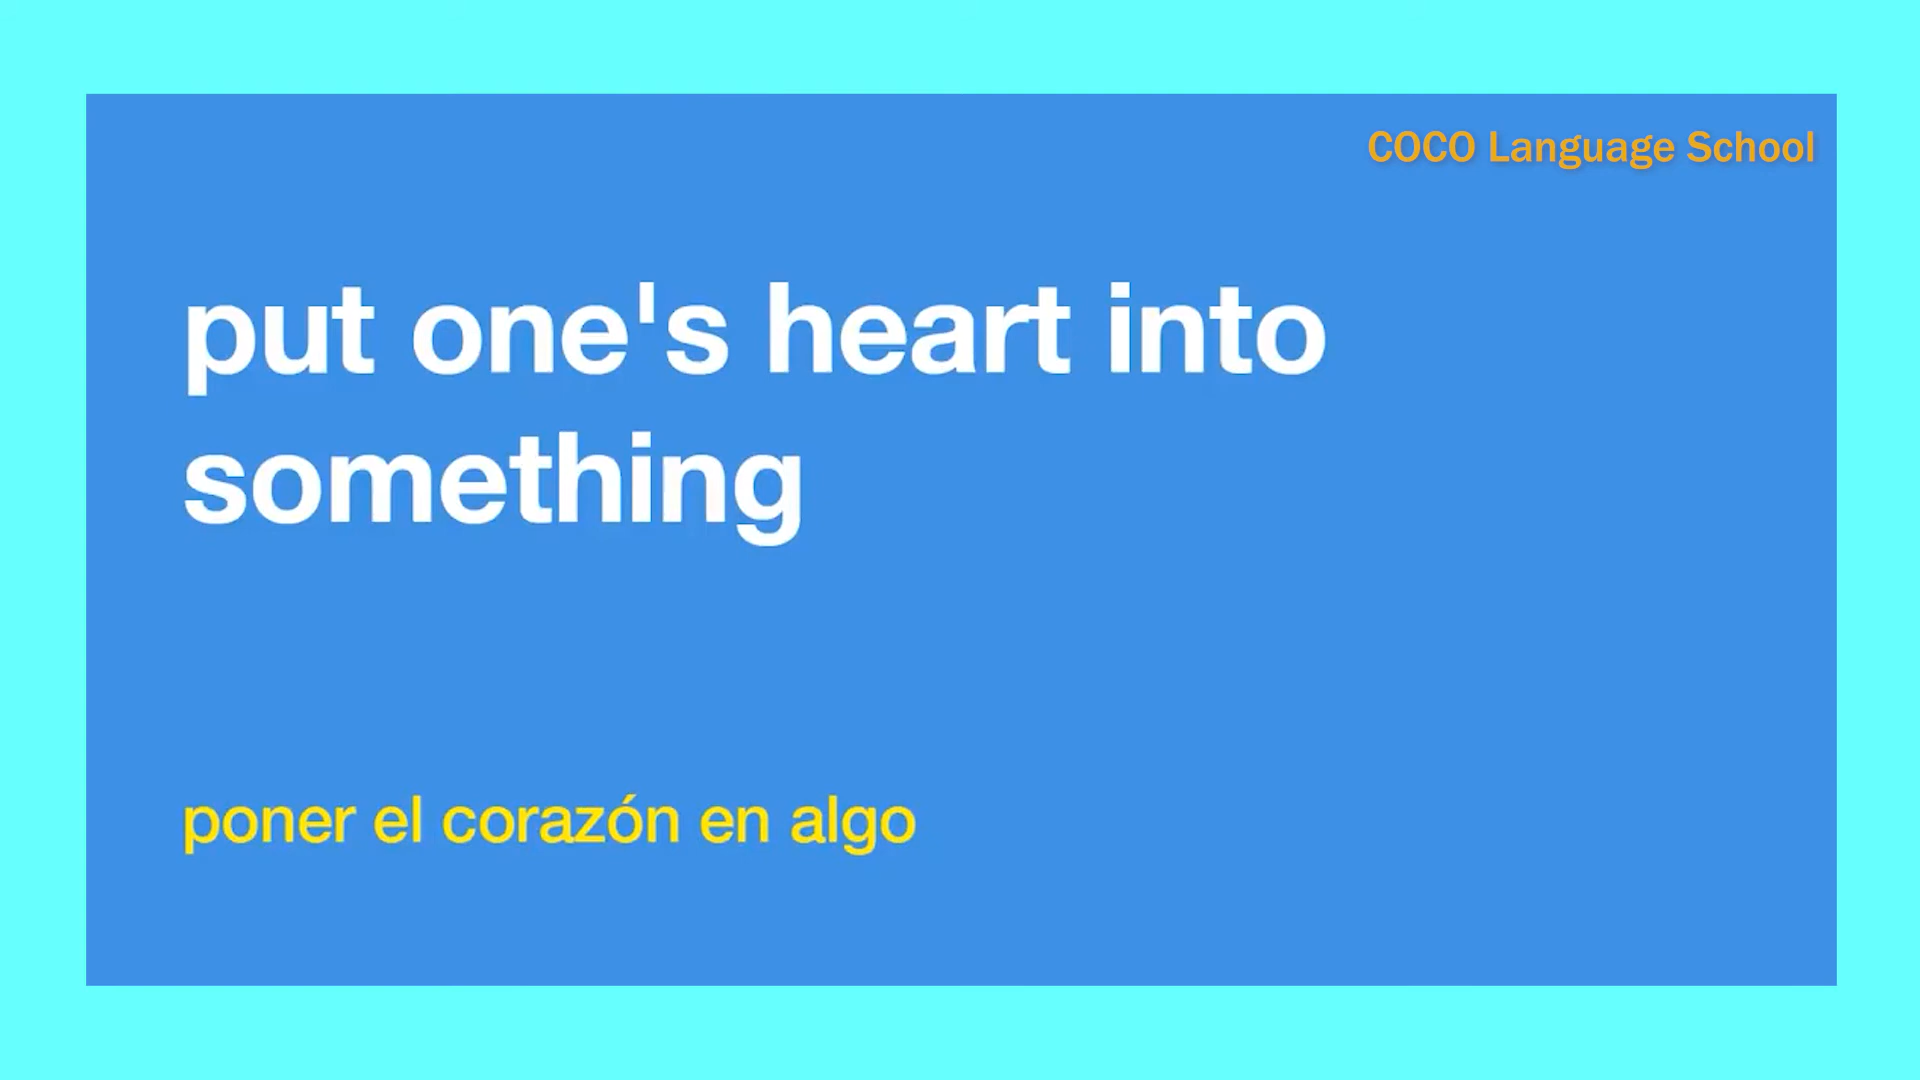 COCO Language School
put one's heart into
something
poner el corazón en algo